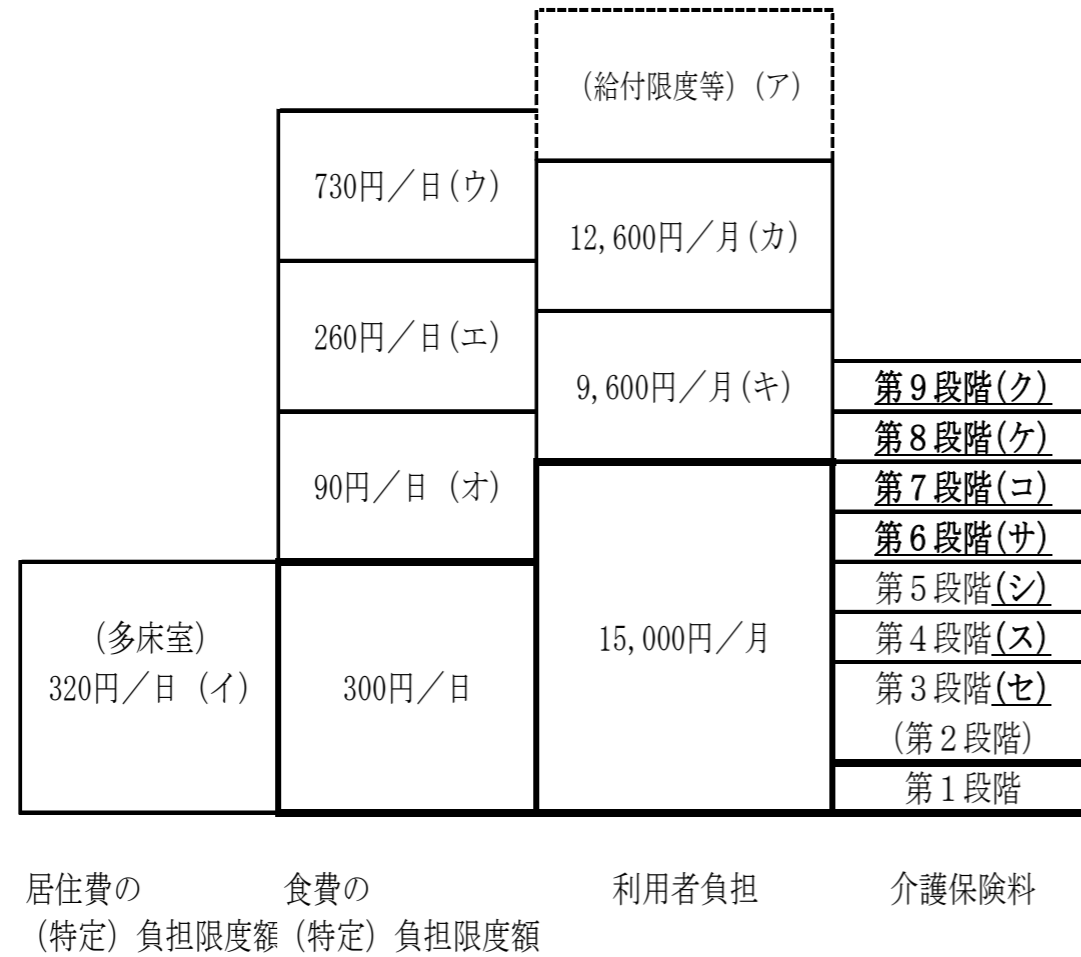 (給付限度等) (ア)
730円／日(ウ)
12,600円／月(カ)
260円／日(エ)
9,600円／月(キ)
第９段階(ク)
第８段階(ケ)
90円／日 (オ)
第７段階(コ)
第６段階(サ)
(多床室)
320円／日 (イ)
300円／日
15,000円／月
第５段階(シ)
第４段階(ス)
第３段階(セ)
(第２段階)
第１段階
居住費の
(特定) 負担限度額
食費の
(特定) 負担限度額
利用者負担
介護保険料